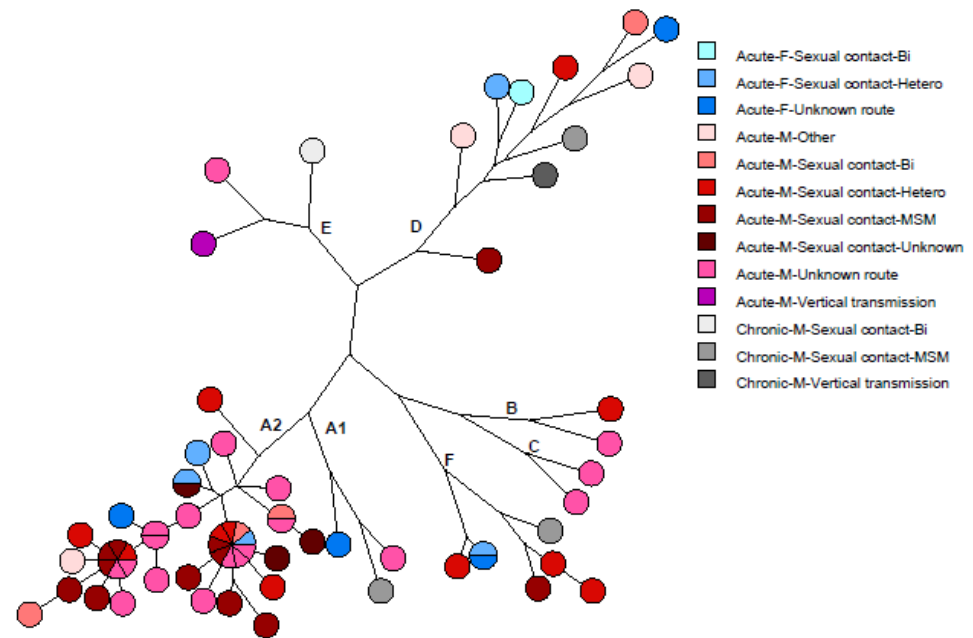 Acute-F-Sexual contact-Bi
Acute-F-Sexual contact-Hetero
Acute-F-Unknown route
Acute-M-Other
Acute-M-Sexual contact-Bi
Acute-M-Sexual contact-Hetero
Acute-M-Sexual contact-MSM
Acute-M-Sexual contact-Unknown
Acute-M-Unknown route
Acute-M-Vertical transmission
Chronic-M-Sexual contact-Bi
Chronic-M-Sexual contact-MSM
Chronic-M-Vertical transmission
E
D
A2
A1
B
C
F